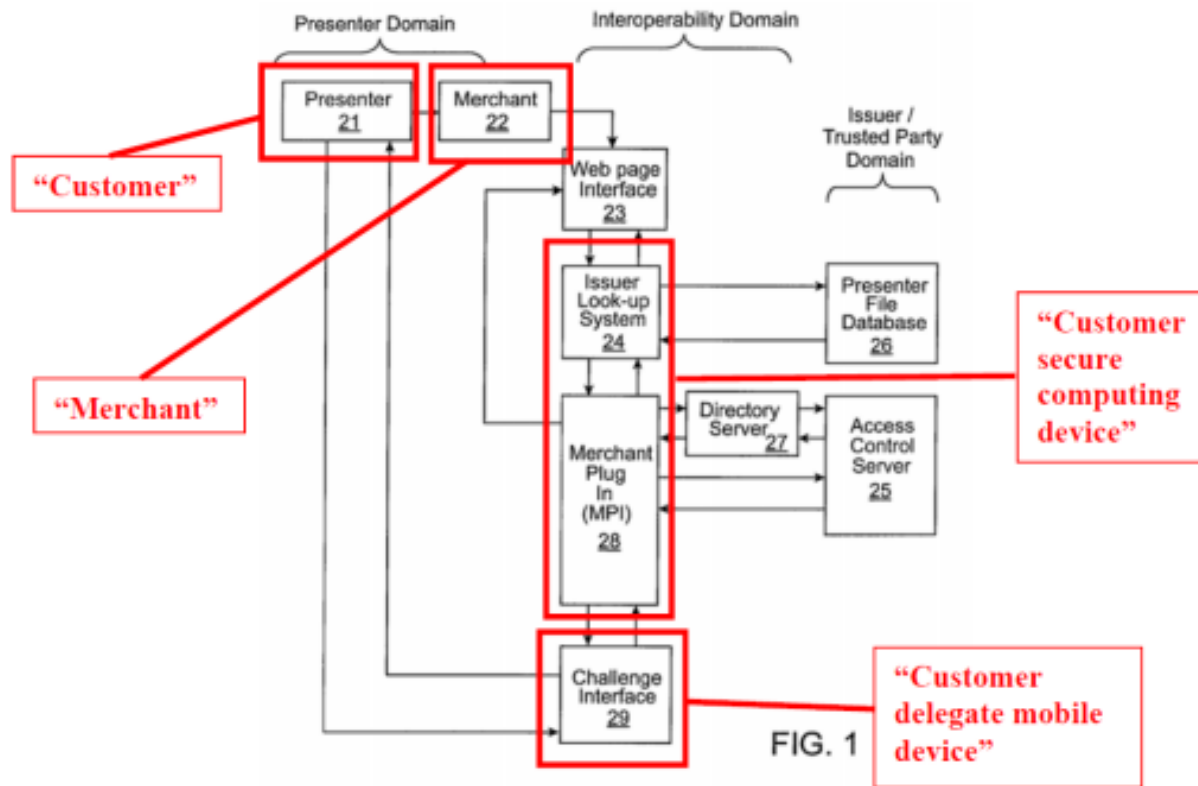 Presenter Domain
Interoperability Domain
Presenter
21
Merchant
22
Issuer /
Trusted Party
Domain
“Customer”
Web page
Interface
23
Issuer
Look-up
System
24
Presenter
File
Database
26
“Customer
secure
computing
device”
“Merchant”
Directory
Server
27
Access
Control
Server
25
Merchant
Plug
In
(MPI)
28
Challenge
Interface
29
“Customer
delegate mobile
device”
FIG. 1